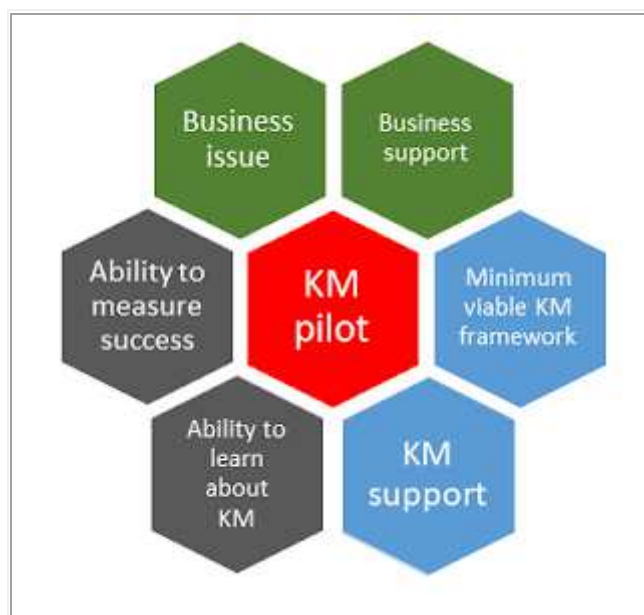 Business
issue
Business
support
Ability to
measure
success
KM
pilot
Minimum
viable KM
framework
Ability to
learn
about
KM
KM
support